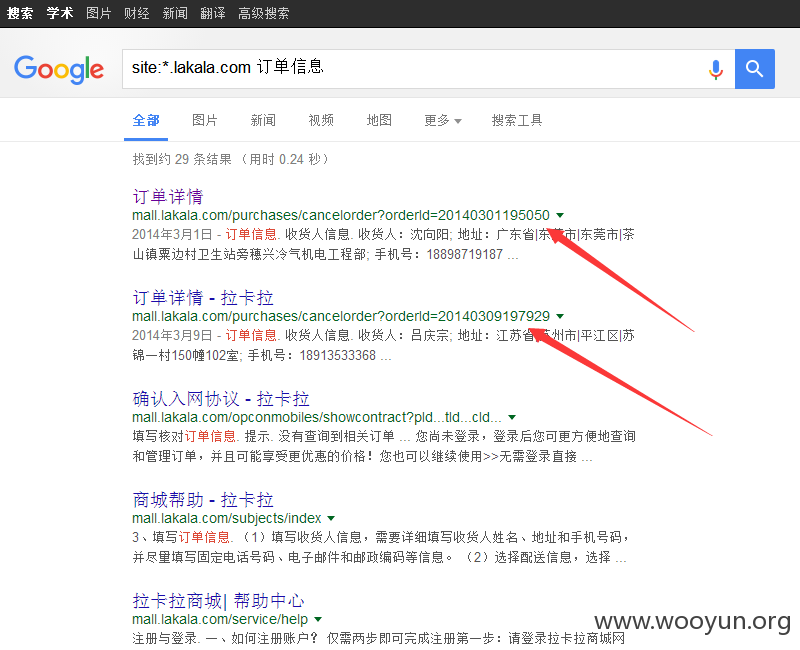 搜索 学术 图片 财经 新闻 翻译 高级搜索
Google site:*.lakala.com 订单信息
全部 图片 新闻 视频 地图 更多 搜索工具
找到约 29 条结果 （用时 0.24 秒）
订单详情
mall.lakala.com/purchases/cancelorder?orderId=20140301195050
2014年3月1日 - 订单信息. 收货人信息. 收货人：沈向阳; 地址：广东省|东莞市|东莞市|茶
山镇粟边村卫生站旁穗兴冷气机电工程部; 手机号：18898719187 ...
订单详情 - 拉卡拉
mall.lakala.com/purchases/cancelorder?orderId=20140309197929
2014年3月9日 - 订单信息. 收货人信息. 收货人：吕庆宗; 地址：江苏省|苏州市|平江区|苏
锦一村150幢102室; 手机号：18913533368 ...
确认入网协议 - 拉卡拉
mall.lakala.com/opconmobiles/showcontract?pId...tId...cId...
填写核对订单信息. 提示. 没有查询到相关订单 ... 您尚未登录，登录后您可更方便地查询
和管理订单，并且可能享受更优惠的价格！您也可以继续使用>>无需登录直接 ...
商城帮助 - 拉卡拉
mall.lakala.com/subjects/index
3、填写订单信息. （1）填写收货人信息，需要详细填写收货人姓名、地址和手机号码，
并尽量填写固定电话号码、电子邮件和邮政编码等信息。 （2）选择配送信息，选择 ...
拉卡拉商城| 帮助中心
mall.lakala.com/service/help
注册与登录. 一、如何注册账户？ 仅需两步即可完成注册第一步：请登录拉卡拉商城网
www.wooyun.org